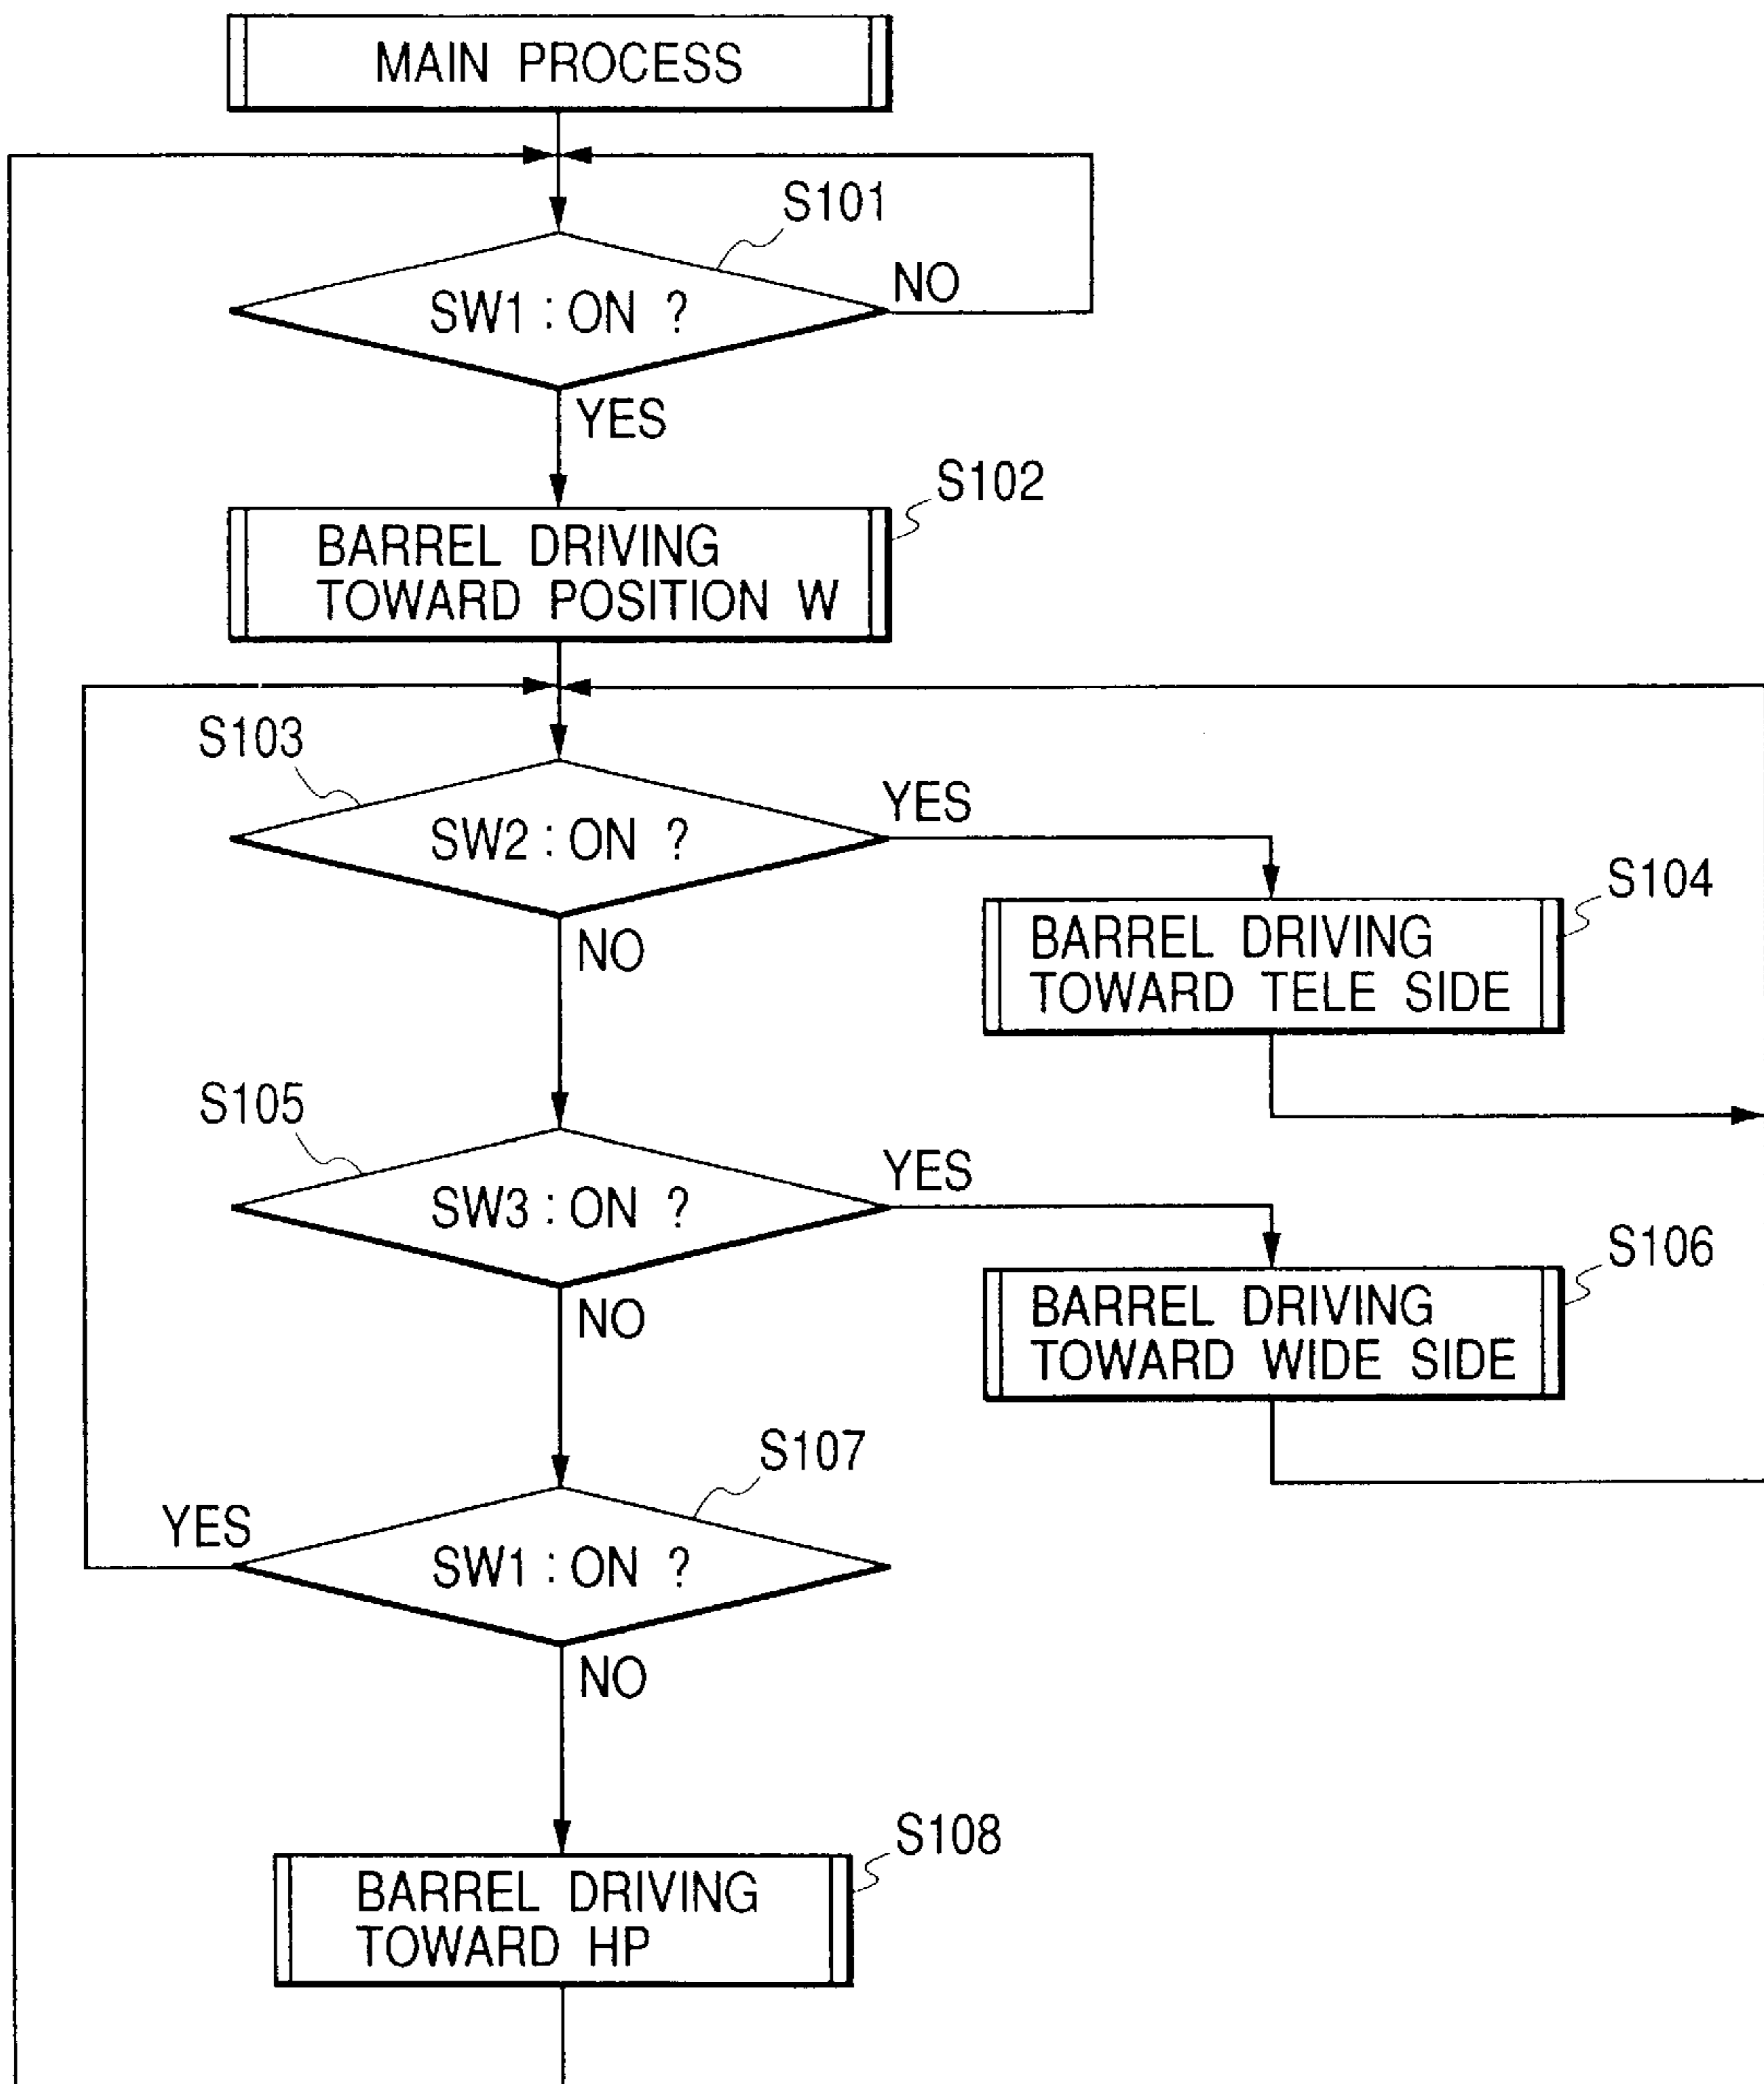 MAIN PROCESS
S101
SW1 : ON ?
NO
YES
S102
BARREL DRIVING
TOWARD POSITION W
S103
SW2 : ON ?
YES
NO
S104
BARREL DRIVING
TOWARD TELE SIDE
S105
SW3 : ON ?
YES
NO
S106
BARREL DRIVING
TOWARD WIDE SIDE
S107
YES
SW1 : ON ?
NO
S108
BARREL DRIVING
TOWARD HP